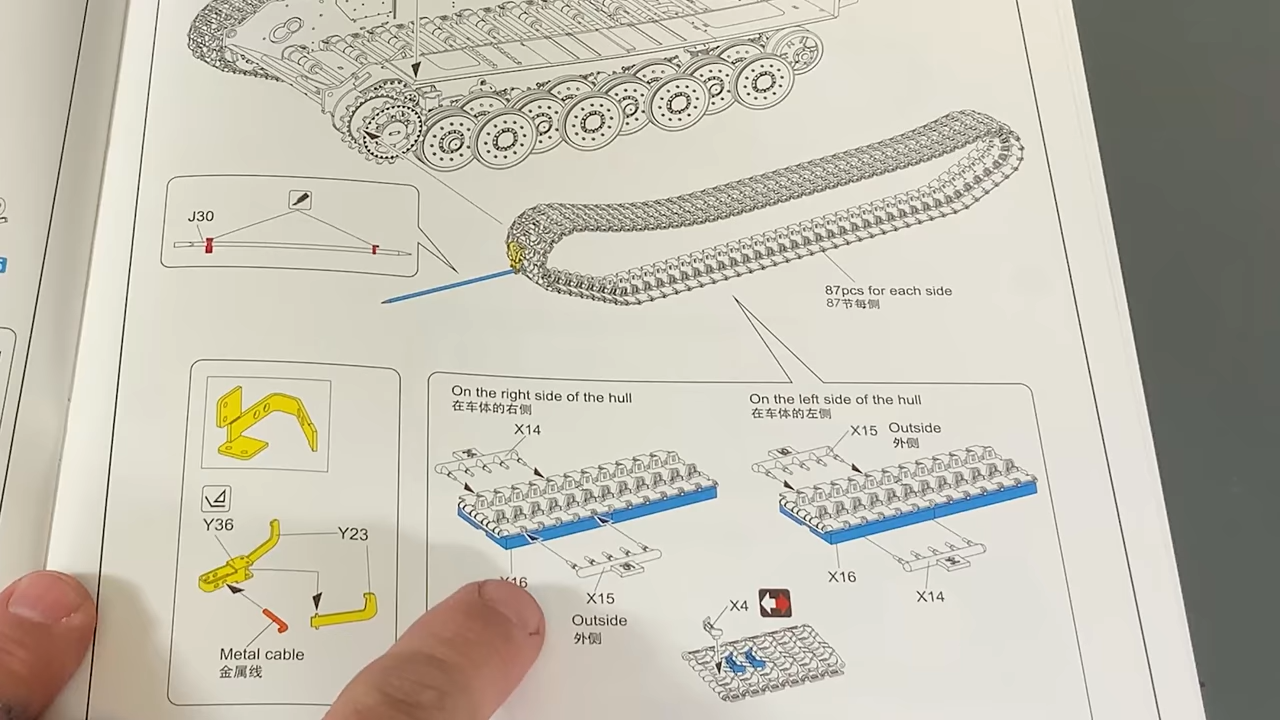 J30
87pcs for each side
87节每侧
On the right side of the hull
在车体的右侧
X14
On the left side of the hull
在车体的左侧
X15
Outside
外侧
Y36
Y23
Metal cable
金属线
X16
X15
Outside
外侧
X16
X14
X4